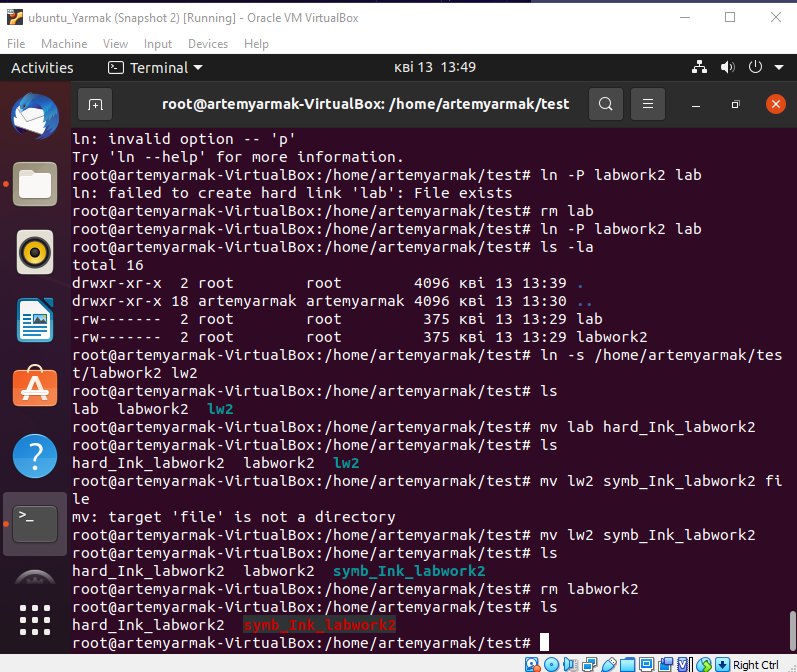 ubuntu_Yarmak (Snapshot 2) [Running] - Oracle VM VirtualBox
File Machine View Input Devices Help
Activities Terminal кві 13 13:49
root@artemyarmak-VirtualBox: /home/artemyarmak/test
ln: invalid option -- 'p'
Try 'ln --help' for more information.
root@artemyarmak-VirtualBox:/home/artemyarmak/test# ln -P labwork2 lab
ln: failed to create hard link 'lab': File exists
root@artemyarmak-VirtualBox:/home/artemyarmak/test# rm lab
root@artemyarmak-VirtualBox:/home/artemyarmak/test# ln -P labwork2 lab
root@artemyarmak-VirtualBox:/home/artemyarmak/test# ls -la
total 16
drwxr-xr-x  2 root        root        4096 кві 13 13:39 .
drwxr-xr-x 18 artemyarmak artemyarmak 4096 кві 13 13:30 ..
-rw-------  2 root        root         375 кві 13 13:29 lab
-rw-------  2 root        root         375 кві 13 13:29 labwork2
root@artemyarmak-VirtualBox:/home/artemyarmak/test# ln -s /home/artemyarmak/tes
t/labwork2 lw2
root@artemyarmak-VirtualBox:/home/artemyarmak/test# ls
lab  labwork2  lw2
root@artemyarmak-VirtualBox:/home/artemyarmak/test# mv lab hard_Ink_labwork2
root@artemyarmak-VirtualBox:/home/artemyarmak/test# ls
hard_Ink_labwork2  labwork2  lw2
root@artemyarmak-VirtualBox:/home/artemyarmak/test# mv lw2 symb_Ink_labwork2 fi
le
mv: target 'file' is not a directory
root@artemyarmak-VirtualBox:/home/artemyarmak/test# mv lw2 symb_Ink_labwork2
root@artemyarmak-VirtualBox:/home/artemyarmak/test# ls
hard_Ink_labwork2  labwork2  symb_Ink_labwork2
root@artemyarmak-VirtualBox:/home/artemyarmak/test# rm labwork2
root@artemyarmak-VirtualBox:/home/artemyarmak/test# ls
hard_Ink_labwork2  symb_Ink_labwork2
root@artemyarmak-VirtualBox:/home/artemyarmak/test#
Right Ctrl